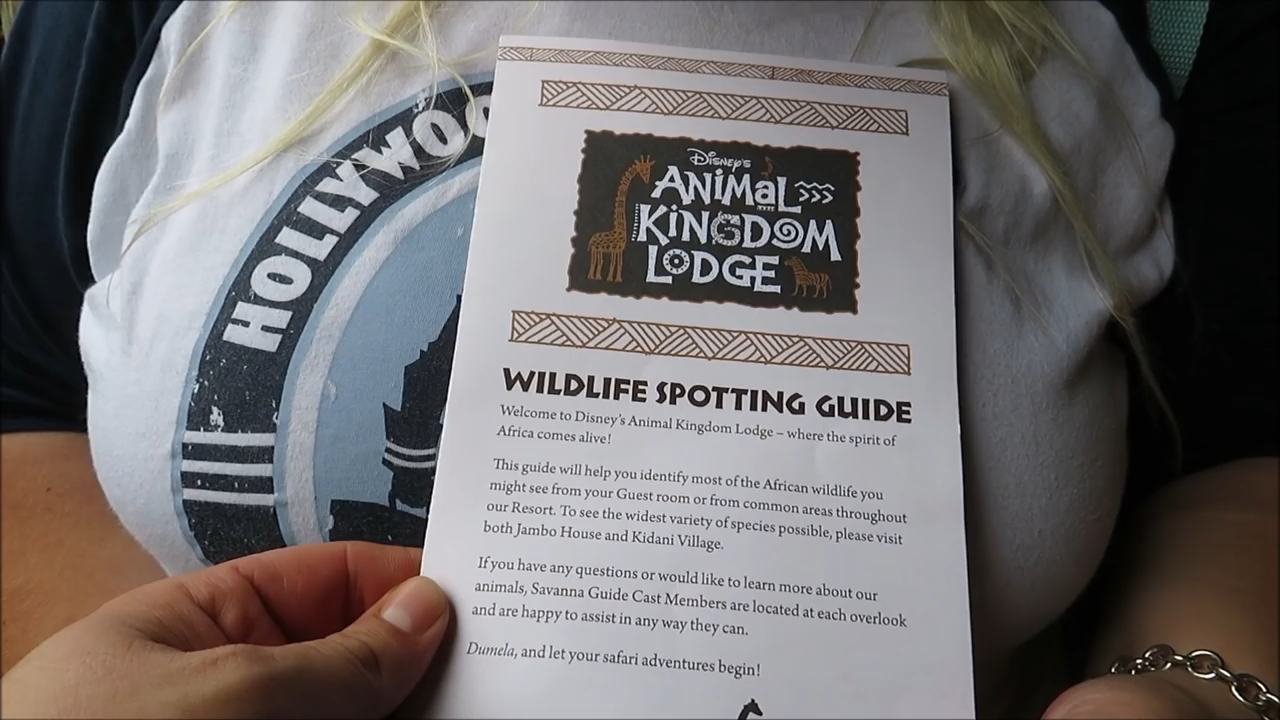 HOLLYWOO
Disney's
ANIMAL
KINGDOM
LODGE
WILDLIFE SPOTTING GUIDE
Welcome to Disney's Animal Kingdom Lodge – where the spirit of
Africa comes alive!
This guide will help you identify most of the African wildlife you
might see from your Guest room or from common areas throughout
our Resort. To see the widest variety of species possible, please visit
both Jambo House and Kidani Village.
If you have any questions or would like to learn more about our
animals, Savanna Guide Cast Members are located at each overlook
and are happy to assist in any way they can.
Dumela, and let your safari adventures begin!